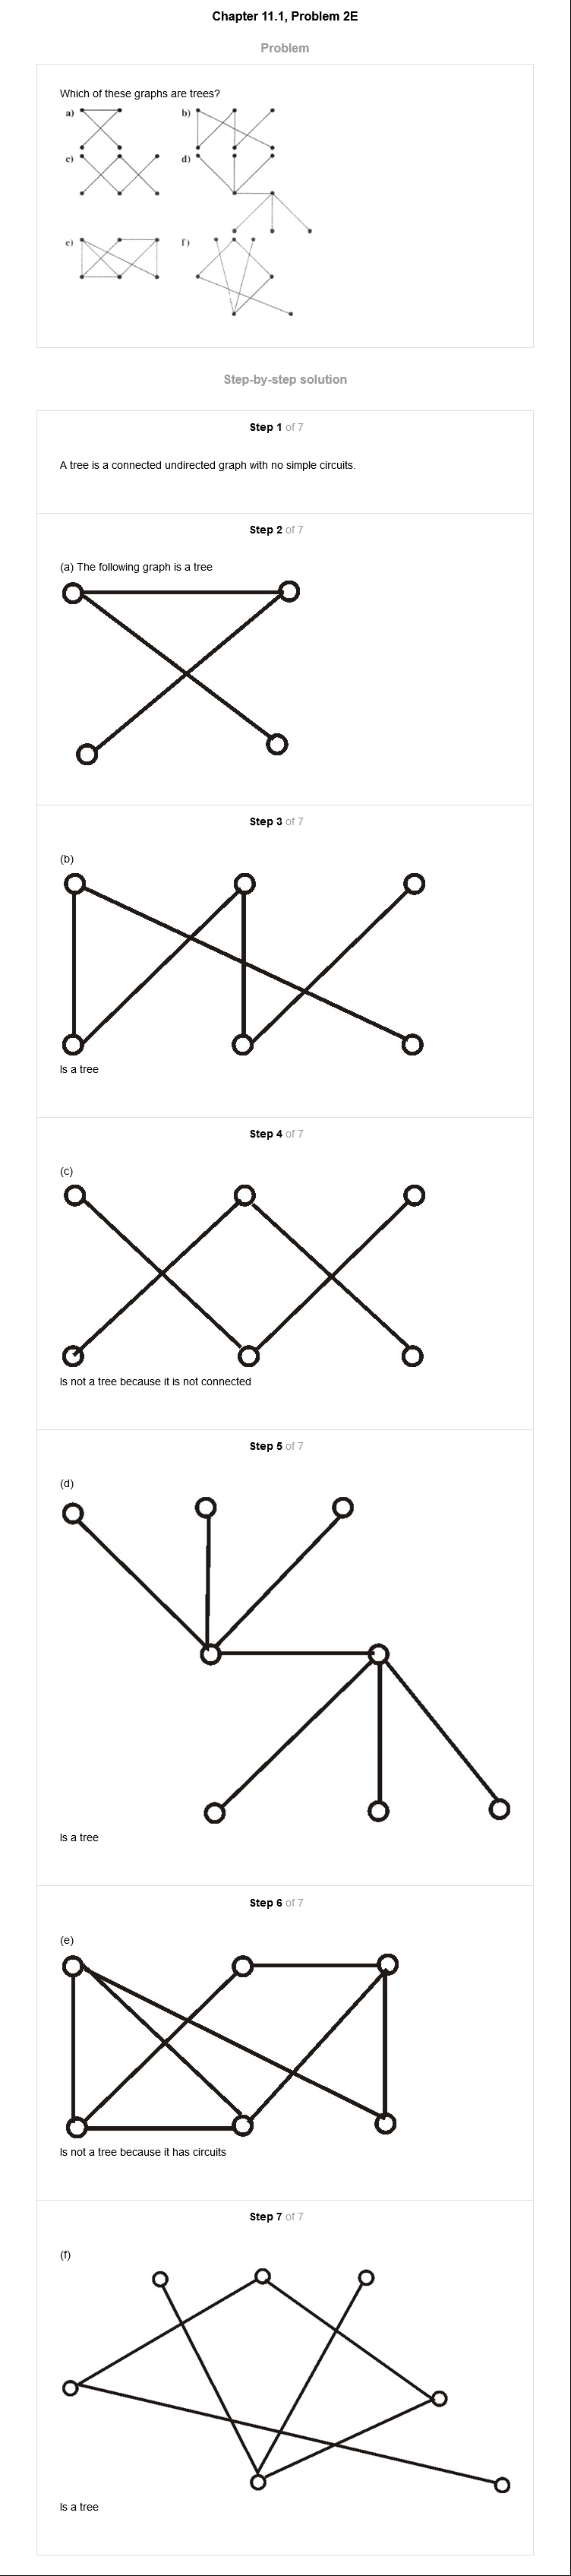 Chapter 11.1, Problem 2E
Problem
Which of these graphs are trees?
a) b)
c) d)
e) f)
Step-by-step solution
Step 1 of 7
A tree is a connected undirected graph with no simple circuits.
Step 2 of 7
(a) The following graph is a tree
Step 3 of 7
(b)
Is a tree
Step 4 of 7
(c)
Is not a tree because it is not connected
Step 5 of 7
(d)
Is a tree
Step 6 of 7
(e)
Is not a tree because it has circuits
Step 7 of 7
(f)
Is a tree